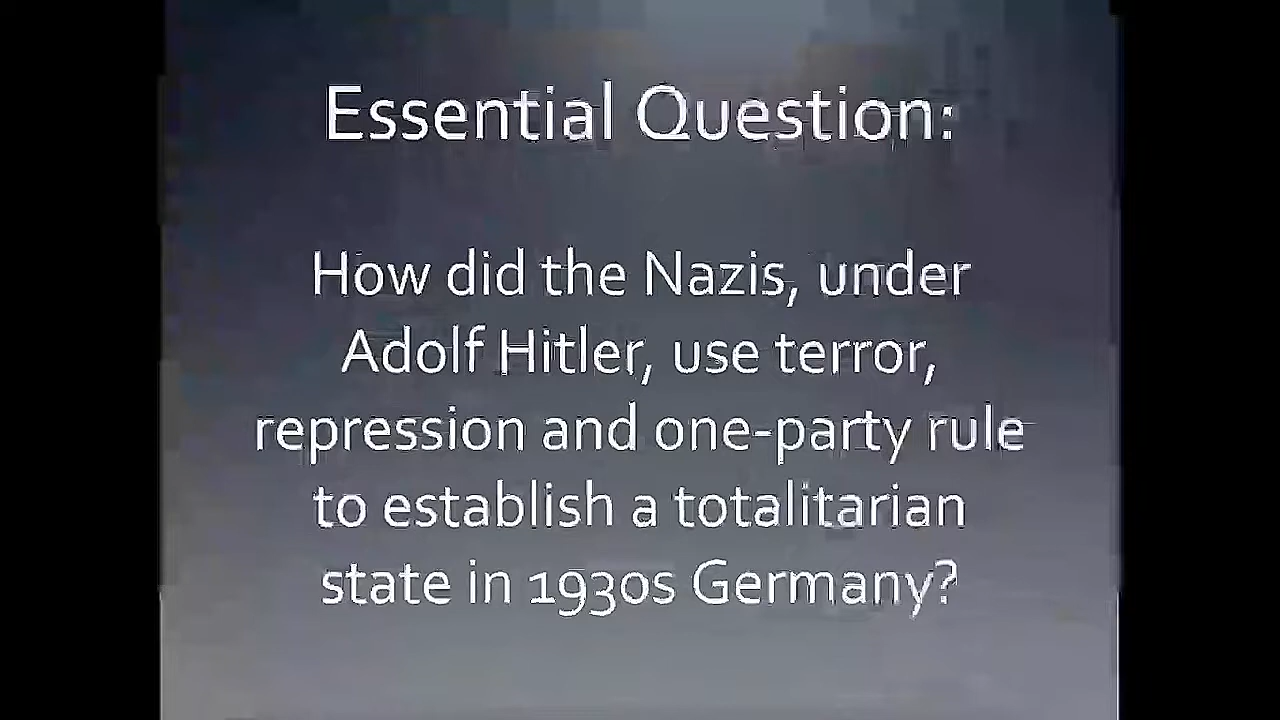 Essential Question:
How did the Nazis, under
Adolf Hitler, use terror,
repression and one-party rule
to establish a totalitarian
state in 1930s Germany?